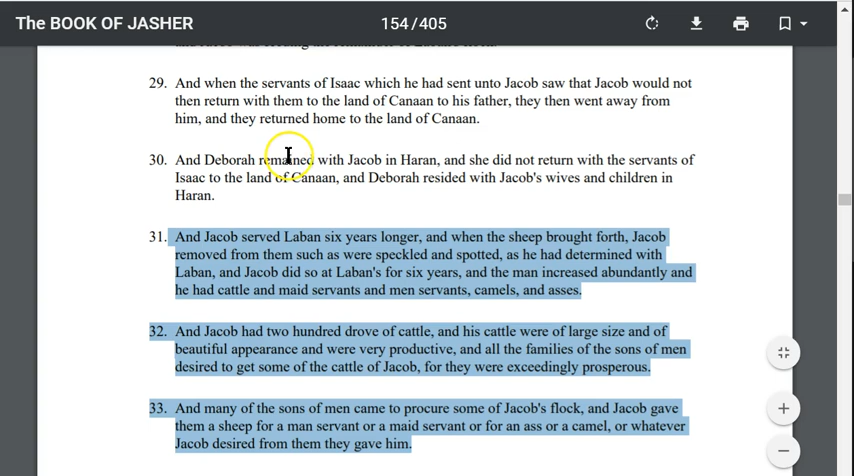 The BOOK OF JASHER
154 / 405
29. And when the servants of Isaac which he had sent unto Jacob saw that Jacob would not
then return with them to the land of Canaan to his father, they then went away from
him, and they returned home to the land of Canaan.
30. And Deborah remained with Jacob in Haran, and she did not return with the servants of
Isaac to the land of Canaan, and Deborah resided with Jacob's wives and children in
Haran.
31. And Jacob served Laban six years longer, and when the sheep brought forth, Jacob
removed from them such as were speckled and spotted, as he had determined with
Laban, and Jacob did so at Laban's for six years, and the man increased abundantly and
he had cattle and maid servants and men servants, camels, and asses.
32. And Jacob had two hundred drove of cattle, and his cattle were of large size and of
beautiful appearance and were very productive, and all the families of the sons of men
desired to get some of the cattle of Jacob, for they were exceedingly prosperous.
33. And many of the sons of men came to procure some of Jacob's flock, and Jacob gave
them a sheep for a man servant or a maid servant or for an ass or a camel, or whatever
Jacob desired from them they gave him.